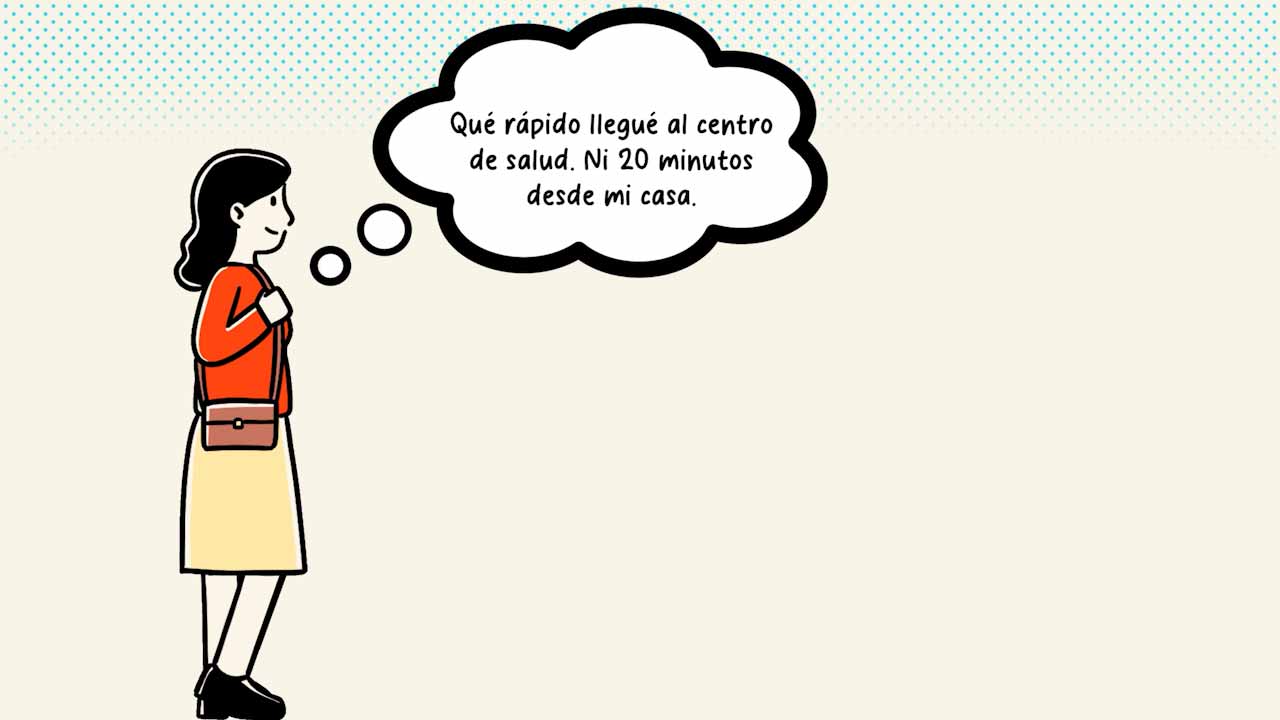 Qué rápido llegué al centro
de salud. Ni 20 minutos
desde mi casa.